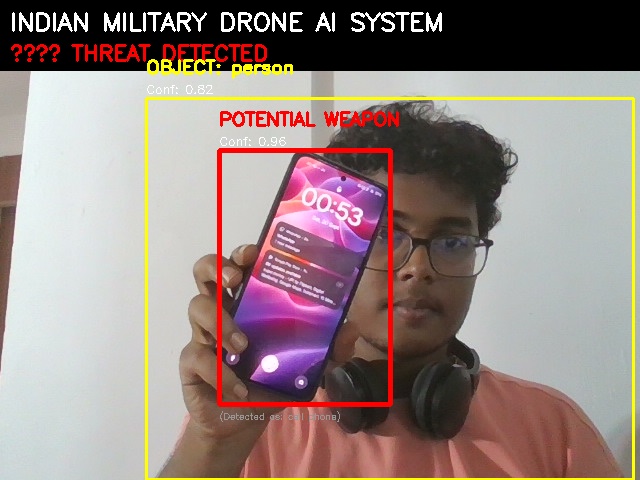 INDIAN MILITARY DRONE AI SYSTEM
???? THREAT DETECTED
OBJECT: person
Conf: 0.82
POTENTIAL WEAPON
Conf: 0.96
00:53
WhatsApp
(Detected as: cell phone)